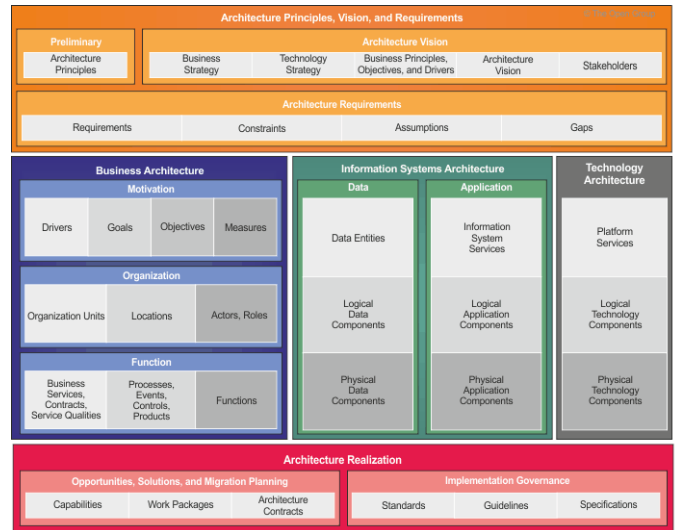 Architecture Principles, Vision, and Requirements
Preliminary
Architecture
Principles
Architecture Vision
Business
Strategy
Technology
Strategy
Business Principles,
Objectives, and Drivers
Architecture
Vision
Stakeholders
Architecture Requirements
Requirements
Constraints
Assumptions
Gaps
Business Architecture
Motivation
Drivers
Goals
Objectives
Measures
Organization
Organization Units
Locations
Actors, Roles
Function
Business
Services,
Contracts,
Service Qualities
Processes,
Events,
Controls,
Products
Functions
Information Systems Architecture
Data
Data Entities
Logical
Data
Components
Physical
Data
Components
Application
Information
System
Services
Logical
Application
Components
Physical
Application
Components
Technology
Architecture
Platform
Services
Logical
Technology
Components
Physical
Technology
Components
Architecture Realization
Opportunities, Solutions, and Migration Planning
Capabilities
Work Packages
Architecture
Contracts
Implementation Governance
Standards
Guidelines
Specifications